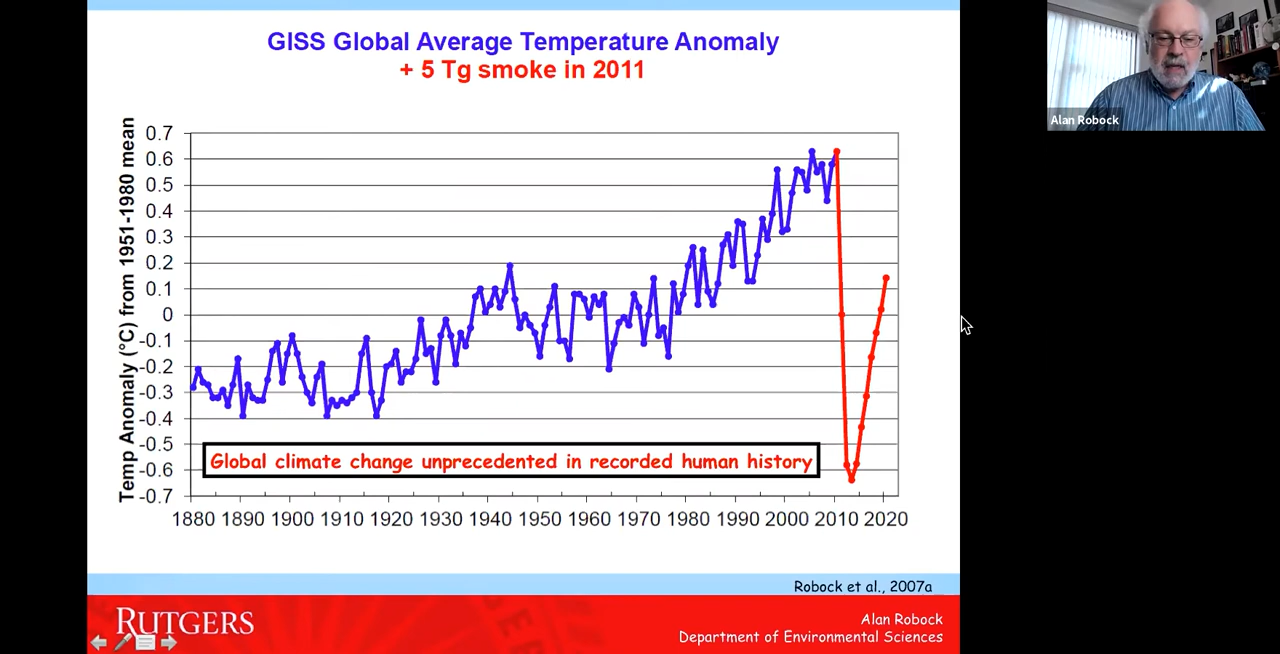 GISS Global Average Temperature Anomaly
+ 5 Tg smoke in 2011
Alan Robock
Temp Anomaly (°C) from 1951-1980 mean
0.7
0.6
0.5
0.4
0.3
0.2
0.1
0
-0.1
-0.2
-0.3
-0.4
-0.5
-0.6
-0.7
Global climate change unprecedented in recorded human history
1880 1890 1900 1910 1920 1930 1940 1950 1960 1970 1980 1990 2000 2010 2020
Robock et al., 2007a
RUTGERS
Alan Robock
Department of Environmental Sciences